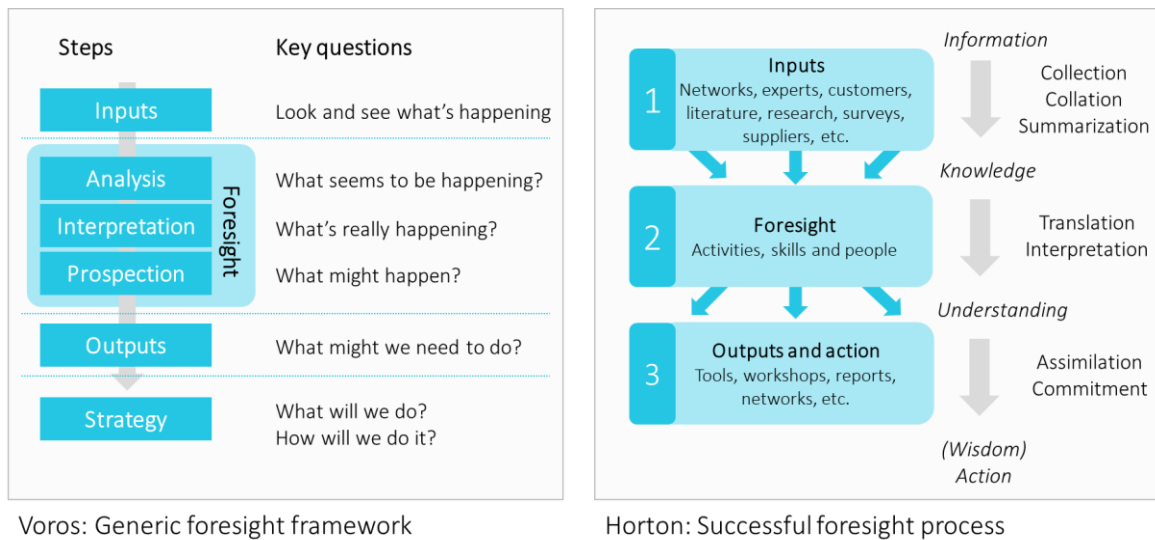 Steps
Key questions
Inputs
Look and see what's happening
Analysis
What seems to be happening?
Interpretation
What's really happening?
Prospection
What might happen?
Foresight
Outputs
What might we need to do?
Strategy
What will we do?
How will we do it?
Voros: Generic foresight framework
1
Inputs
Networks, experts, customers,
literature, research, surveys,
suppliers, etc.
2
Foresight
Activities, skills and people
3
Outputs and action
Tools, workshops, reports,
networks, etc.
Information
Collection
Collation
Summarization
Knowledge
Translation
Interpretation
Understanding
Assimilation
Commitment
(Wisdom)
Action
Horton: Successful foresight process